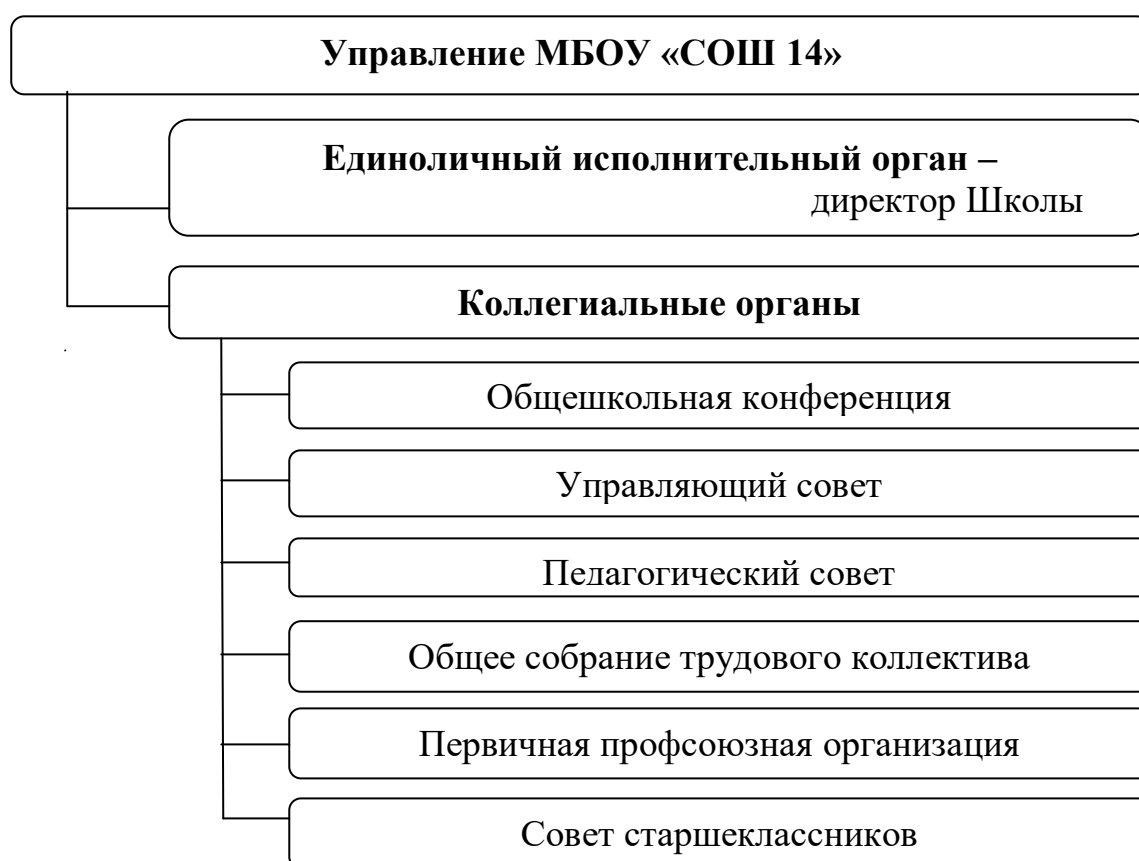 Управление МБОУ «СОШ 14»
Единоличный исполнительный орган –
директор Школы
Коллегиальные органы
Общешкольная конференция
Управляющий совет
Педагогический совет
Общее собрание трудового коллектива
Первичная профсоюзная организация
Совет старшеклассников